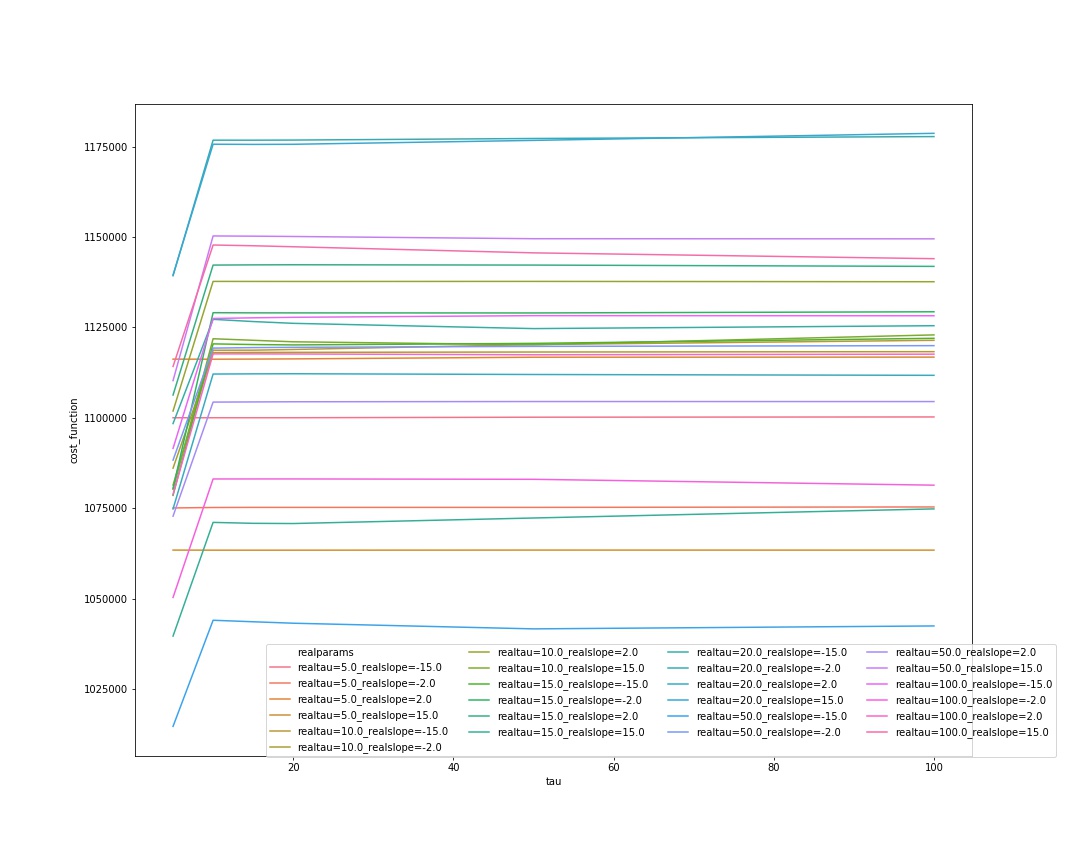 1175000
1150000
1125000
1100000
1075000
1050000
1025000
cost_function
realparams
realtau=5.0_realslope=-15.0
realtau=5.0_realslope=-2.0
realtau=5.0_realslope=2.0
realtau=5.0_realslope=15.0
realtau=10.0_realslope=-15.0
realtau=10.0_realslope=-2.0
realtau=10.0_realslope=2.0
realtau=10.0_realslope=15.0
realtau=15.0_realslope=-15.0
realtau=15.0_realslope=-2.0
realtau=15.0_realslope=2.0
realtau=15.0_realslope=15.0
realtau=20.0_realslope=-15.0
realtau=20.0_realslope=-2.0
realtau=20.0_realslope=2.0
realtau=20.0_realslope=15.0
realtau=50.0_realslope=-15.0
realtau=50.0_realslope=-2.0
realtau=50.0_realslope=2.0
realtau=50.0_realslope=15.0
realtau=100.0_realslope=-15.0
realtau=100.0_realslope=-2.0
realtau=100.0_realslope=2.0
realtau=100.0_realslope=15.0
20 40 60 80 100
tau